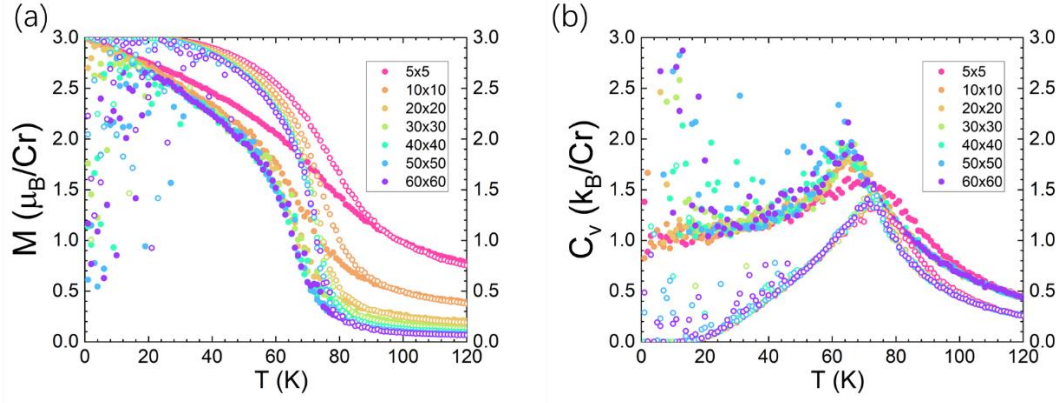 (a)
3.0 3.0
2.5 2.5
2.0 2.0
1.5 1.5
1.0 1.0
0.5 0.5
0.0 0.0
0 20 40 60 80 100 120
M (μB/Cr)
T (K)
5x5
10x10
20x20
30x30
40x40
50x50
60x60
(b)
3.0 3.0
2.5 2.5
2.0 2.0
1.5 1.5
1.0 1.0
0.5 0.5
0.0 0.0
0 20 40 60 80 100 120
Cv (kB/Cr)
T (K)
5x5
10x10
20x20
30x30
40x40
50x50
60x60